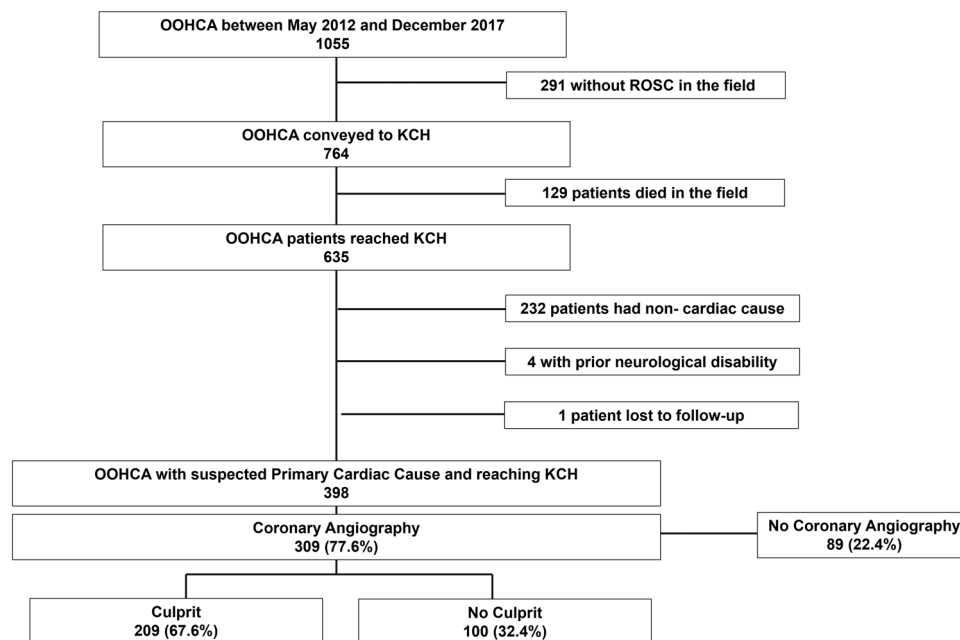 OOHCA between May 2012 and December 2017
1055
291 without ROSC in the field
OOHCA conveyed to KCH
764
129 patients died in the field
OOHCA patients reached KCH
635
232 patients had non- cardiac cause
4 with prior neurological disability
1 patient lost to follow-up
OOHCA with suspected Primary Cardiac Cause and reaching KCH
398
Coronary Angiography
309 (77.6%)
No Coronary Angiography
89 (22.4%)
Culprit
209 (67.6%)
No Culprit
100 (32.4%)